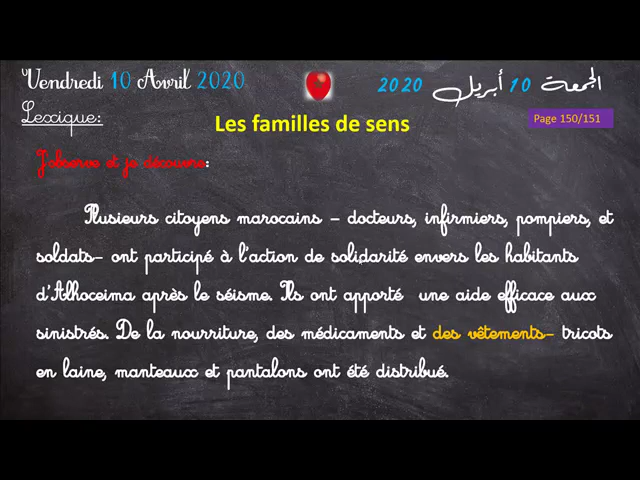 Vendredi 10 Avril 2020
الجمعة 10 أبريل 2020
Lexique:
Page 150/151
Les familles de sens
J'observe et je découvre:
Plusieurs citoyens marocains – docteurs, infirmiers, pompiers, et
soldats– ont participé à l'action de solidarité envers les habitants
d'Alhoceima après le séisme. Ils ont apporté une aide efficace aux
sinistrés. De la nourriture, des médicaments et des vêtements– tricots
en laine, manteaux et pantalons ont été distribué.